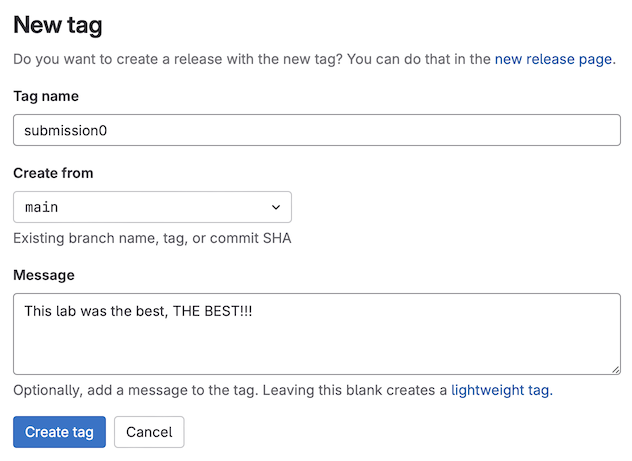 New tag
Do you want to create a release with the new tag? You can do that in the new release page.
Tag name
submission0
Create from
main
Existing branch name, tag, or commit SHA
Message
This lab was the best, THE BEST!!!
Optionally, add a message to the tag. Leaving this blank creates a lightweight tag.
Create tag Cancel